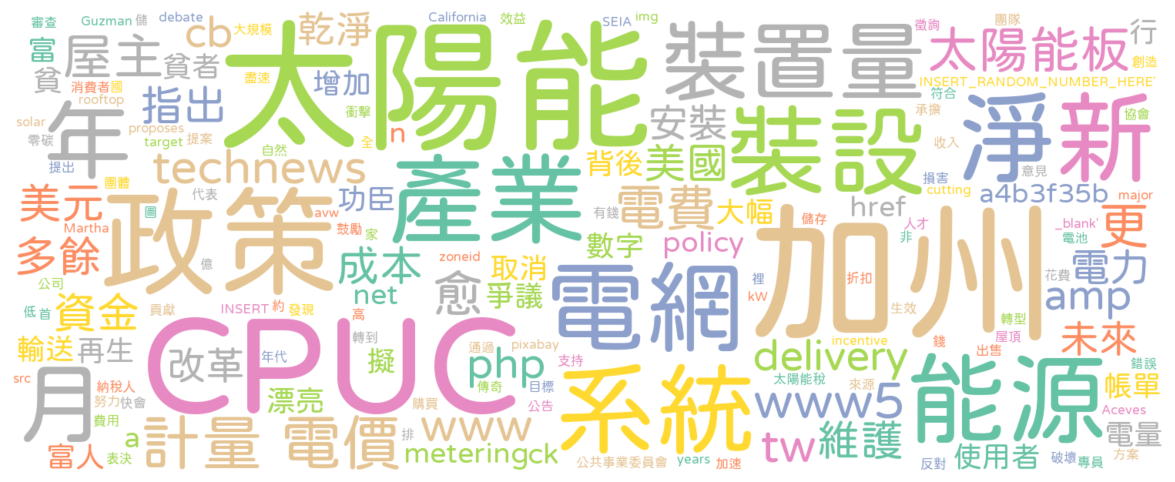 審查 Guzman 儲 debate California 效益 SEIA img 徵詢 團隊
富 屋主 cb 大規模 乾淨 太陽能 裝置量 太陽能板 行
貧 貧者 盡速 增加 INSERT_RANDOM_NUMBER_HERE' 創造
消費者 國 rooftop 指出 衝擊 符合
年 solar 零碳 proposes target 提案 自然 全 n 安裝 裝設 承擔 收入 淨 新 協會
提出 technews 背後 美國 意見
團體 代表 功臣 產業 電費 大幅 損害 cutting a4b3f35b major
美元 政策 圖 avw 鼓勵 家 有錢 href 儲存 人才 非 _blank' 電池 更
Martha 數字 policy 加州
多餘 億 成本 zoneid 取消 電網 裡 折扣 電力
公司 net 愈 爭議 kW 花費 amp
低 首 資金 貢獻 INSERT 約 發現 高 生效 轉型
輸送 再生 CPUC 轉到 通過 pixabay delivery incentive 錢 屋頂 未來
改革 年代 擬 php 支持 出售 錯誤
src 月 納稅人 傳奇 目標 系統 太陽能稅 來源 能源 帳單
努力 快會 漂亮 購買 公告 www5 Aceves
費用 計量 電價 排 www tw 維護 電量
富人 a 表決 meteringck 公共事業委員會 years 加速 反對 使用者 破壞 專員 方案